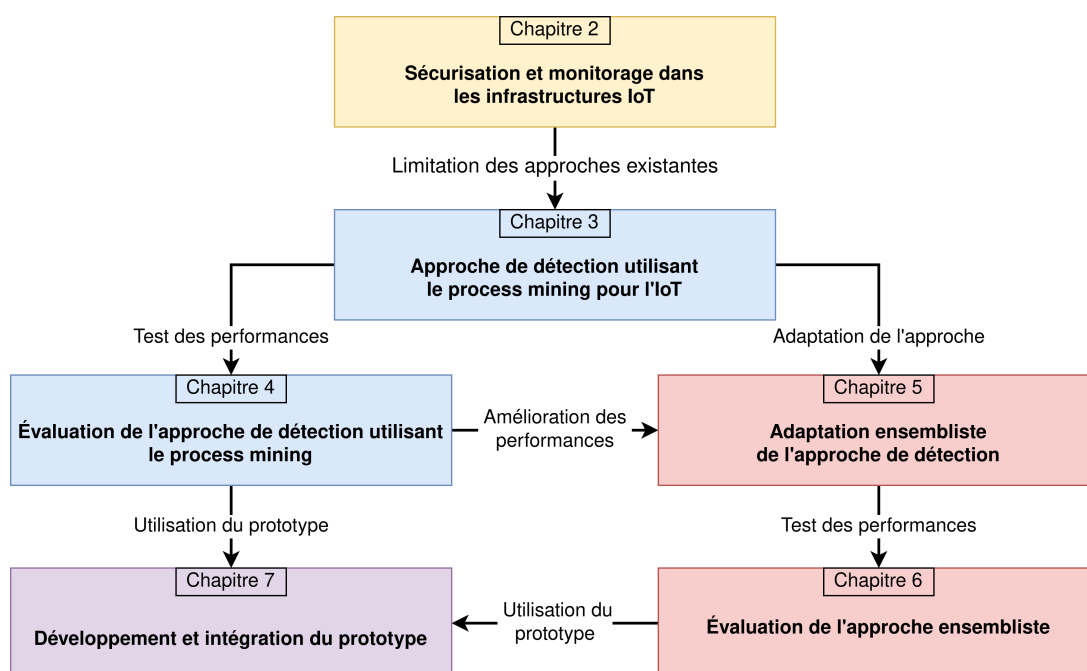 Chapitre 2
Sécurisation et monitorage dans
les infrastructures IoT
Limitation des approches existantes
Chapitre 3
Approche de détection utilisant
le process mining pour l'IoT
Test des performances
Adaptation de l'approche
Chapitre 4
Évaluation de l'approche de détection utilisant
le process mining
Amélioration des
performances
Chapitre 5
Adaptation ensembliste
de l'approche de détection
Utilisation du prototype
Test des performances
Chapitre 7
Développement et intégration du prototype
Utilisation du
prototype
Chapitre 6
Évaluation de l'approche ensembliste